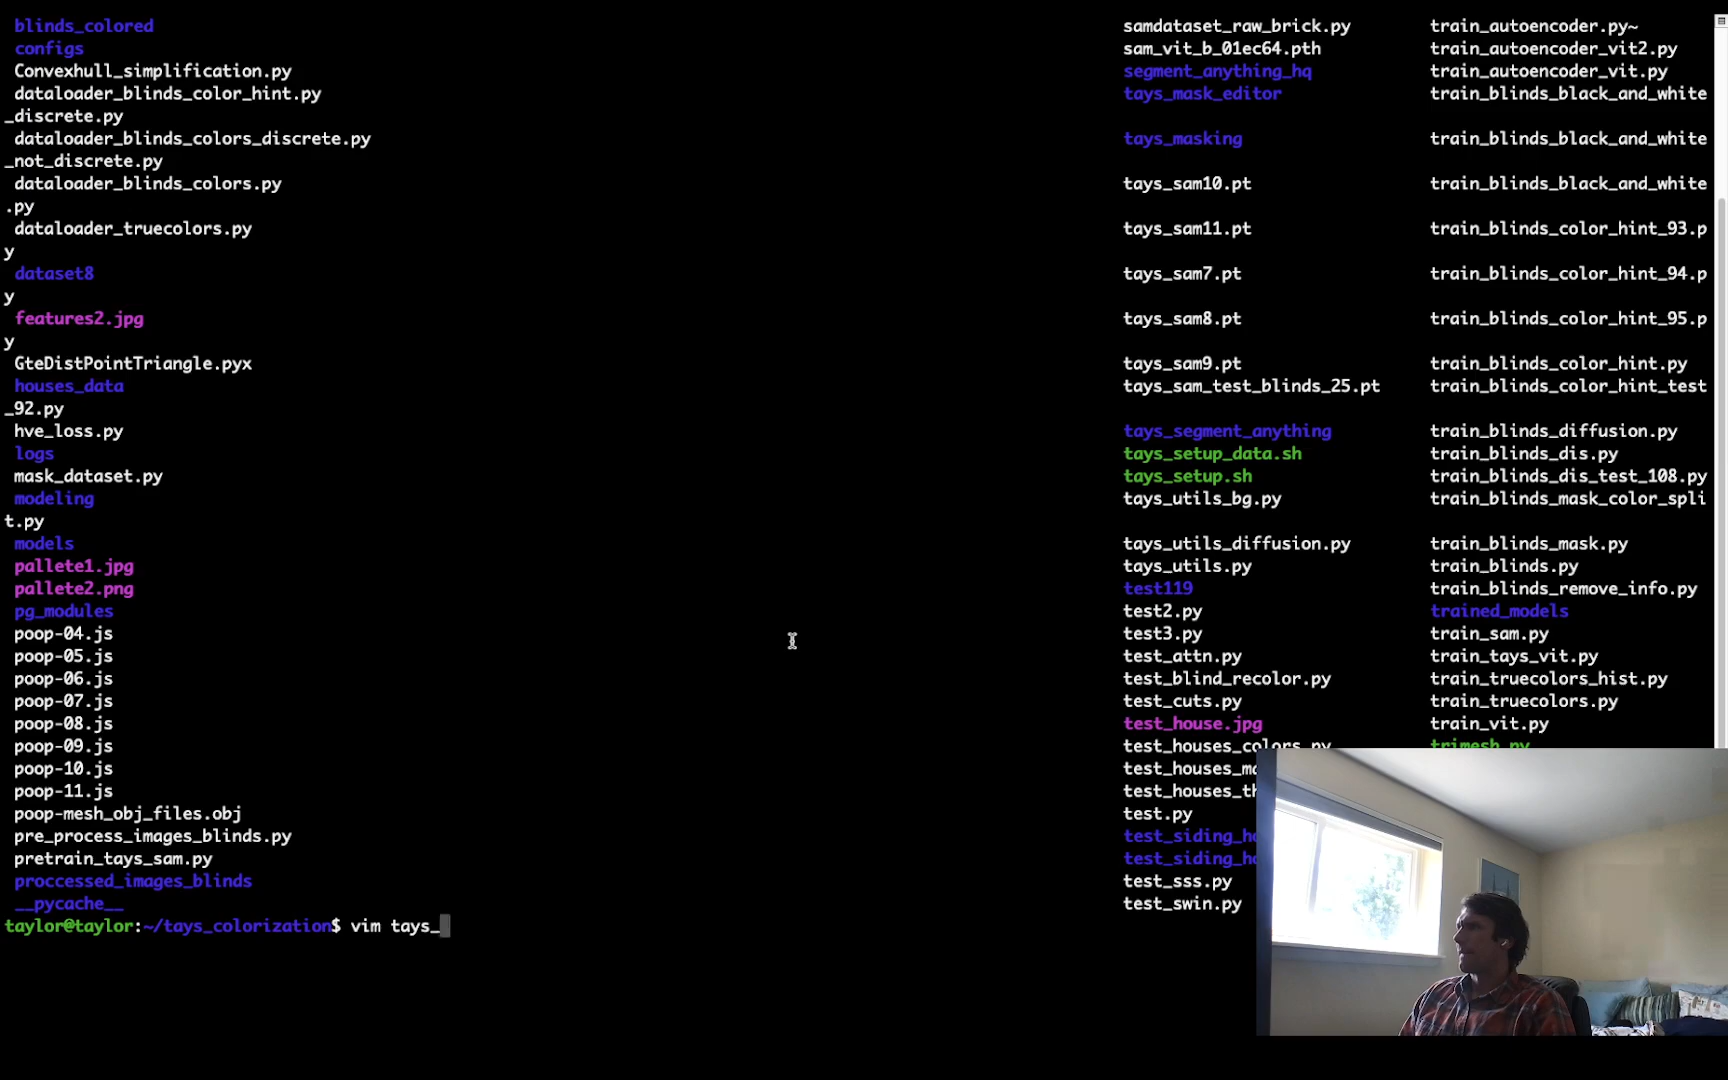 blinds_colored samdataset_raw_brick.py train_autoencoder.py~
configs sam_vit_b_01ec64.pth train_autoencoder_vit2.py
Convexhull_simplification.py segment_anything_hq train_autoencoder_vit.py
dataloader_blinds_color_hint.py tays_mask_editor train_blinds_black_and_white
_discrete.py
dataloader_blinds_colors_discrete.py tays_masking train_blinds_black_and_white
_not_discrete.py
dataloader_blinds_colors.py tays_sam10.pt train_blinds_black_and_white
.py
dataloader_truecolors.py tays_sam11.pt train_blinds_color_hint_93.p
y
dataset8 tays_sam7.pt train_blinds_color_hint_94.p
y
features2.jpg tays_sam8.pt train_blinds_color_hint_95.p
y
GteDistPointTriangle.pyx tays_sam9.pt train_blinds_color_hint.py
houses_data tays_sam_test_blinds_25.pt train_blinds_color_hint_test
_92.py
hve_loss.py tays_segment_anything train_blinds_diffusion.py
logs tays_setup_data.sh train_blinds_dis.py
mask_dataset.py tays_setup.sh train_blinds_dis_test_108.py
modeling tays_utils_bg.py train_blinds_mask_color_spli
t.py
models tays_utils_diffusion.py train_blinds_mask.py
pallete1.jpg tays_utils.py train_blinds.py
pallete2.png test119 train_blinds_remove_info.py
pg_modules test2.py trained_models
poop-04.js test3.py train_sam.py
poop-05.js test_attn.py train_tays_vit.py
poop-06.js test_blind_recolor.py train_truecolors_hist.py
poop-07.js test_cuts.py train_truecolors.py
poop-08.js test_house.jpg train_vit.py
poop-09.js test_houses_colors.py trimesh.py
poop-10.js test_houses_m
poop-11.js test_houses_th
poop-mesh_obj_files.obj test.py
pre_process_images_blinds.py test_siding_h
pretrain_tays_sam.py test_siding_h
proccessed_images_blinds test_sss.py
__pycache__ test_swin.py
taylor@taylor:~/tays_colorization$ vim tays_